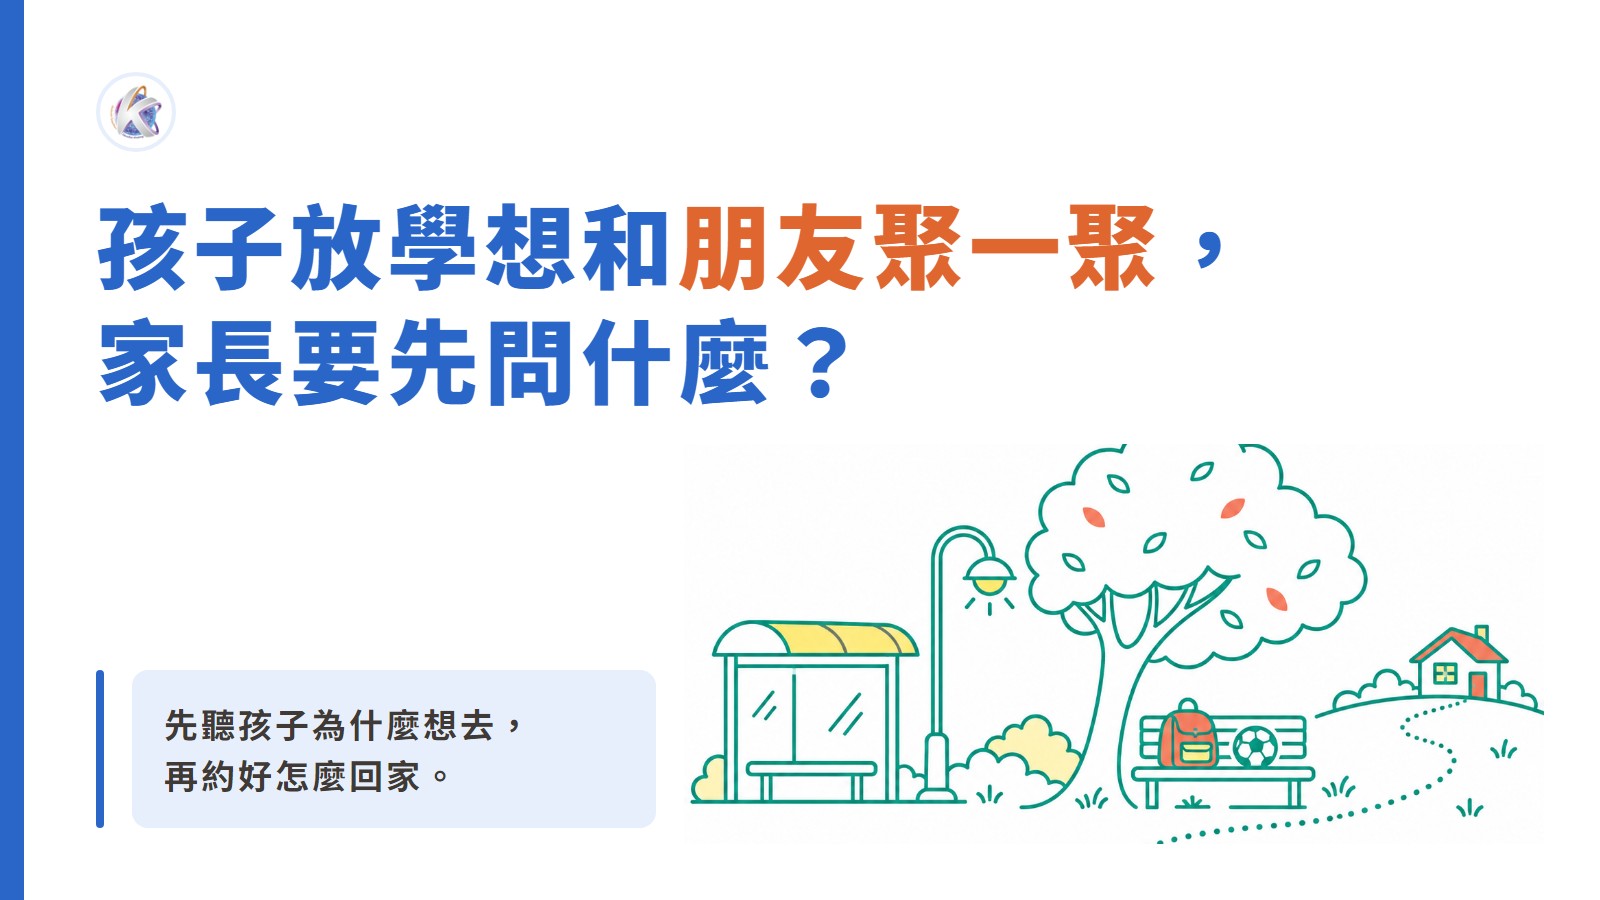 孩子放學想和朋友聚一聚，
家長要先問什麼？
先聽孩子為什麼想去，
再約好怎麼回家。